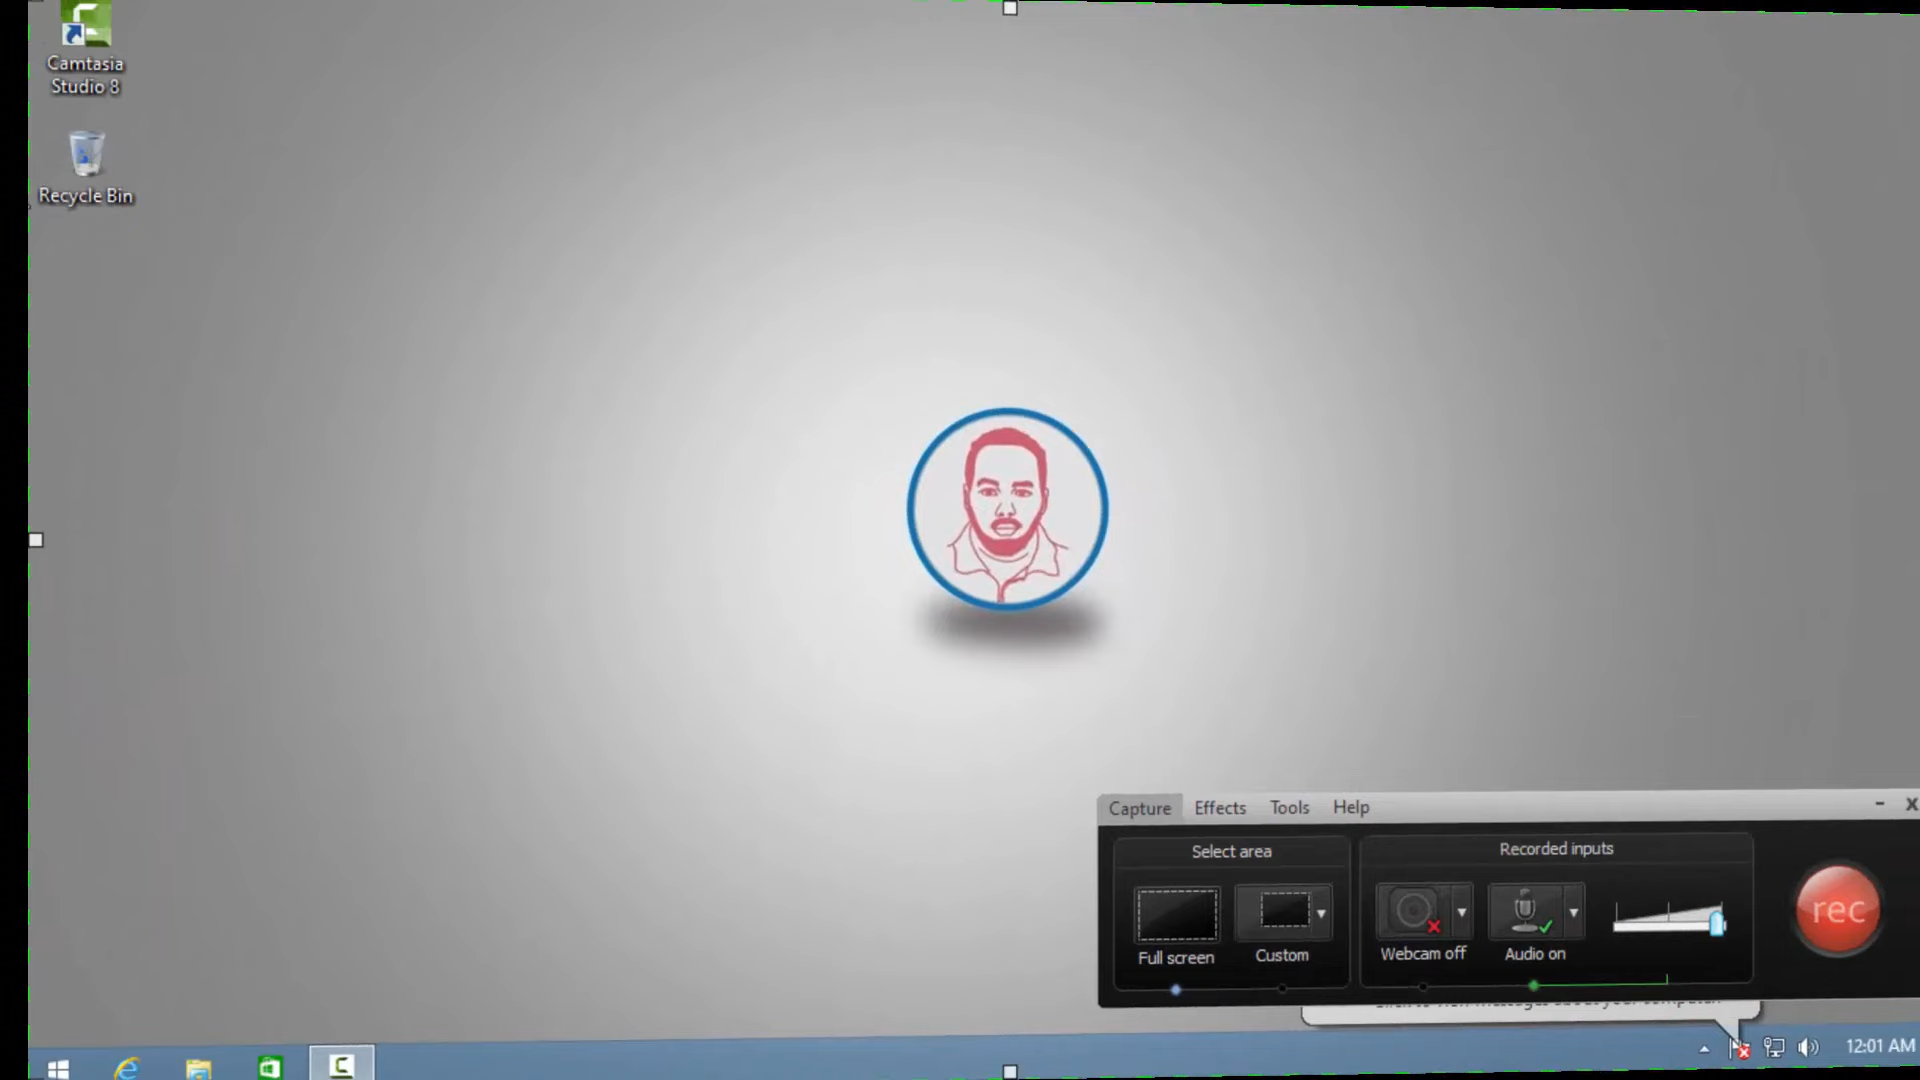 Camtasia
Studio 8
Recycle Bin
Capture Effects Tools Help
Select area
Recorded inputs
Full screen
Custom
Webcam off
Audio on
rec
12:01 AM